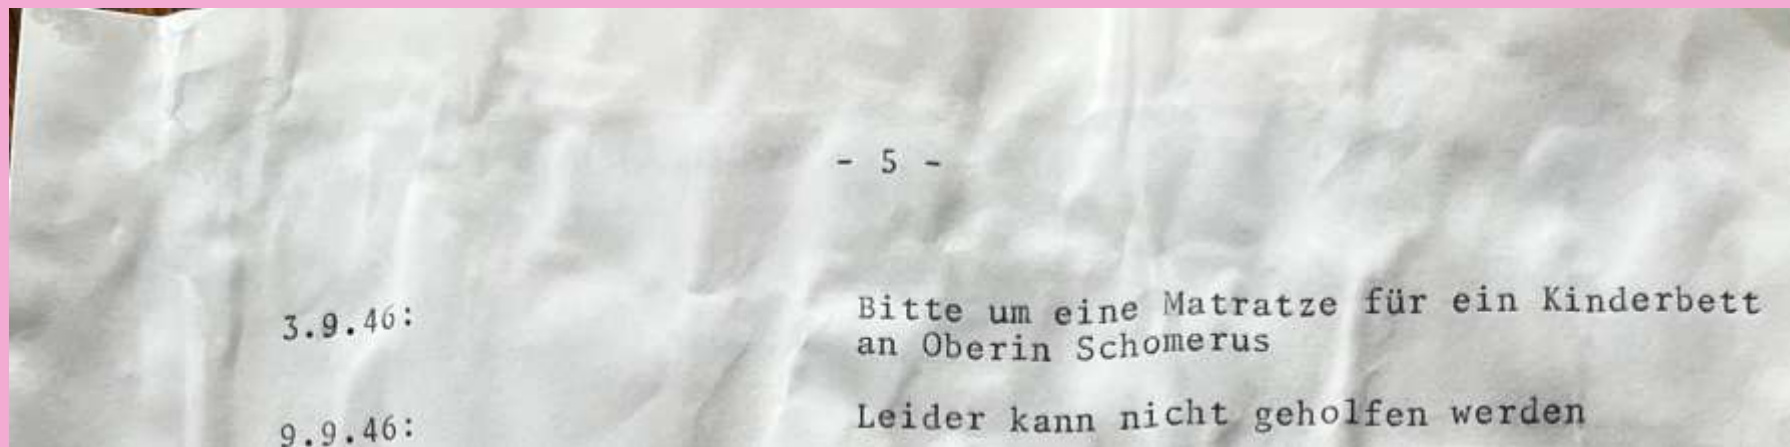 - 5 -
3.9.46: Bitte um eine Matratze für ein Kinderbett
an Oberin Schomerus
9.9.46: Leider kann nicht geholfen werden